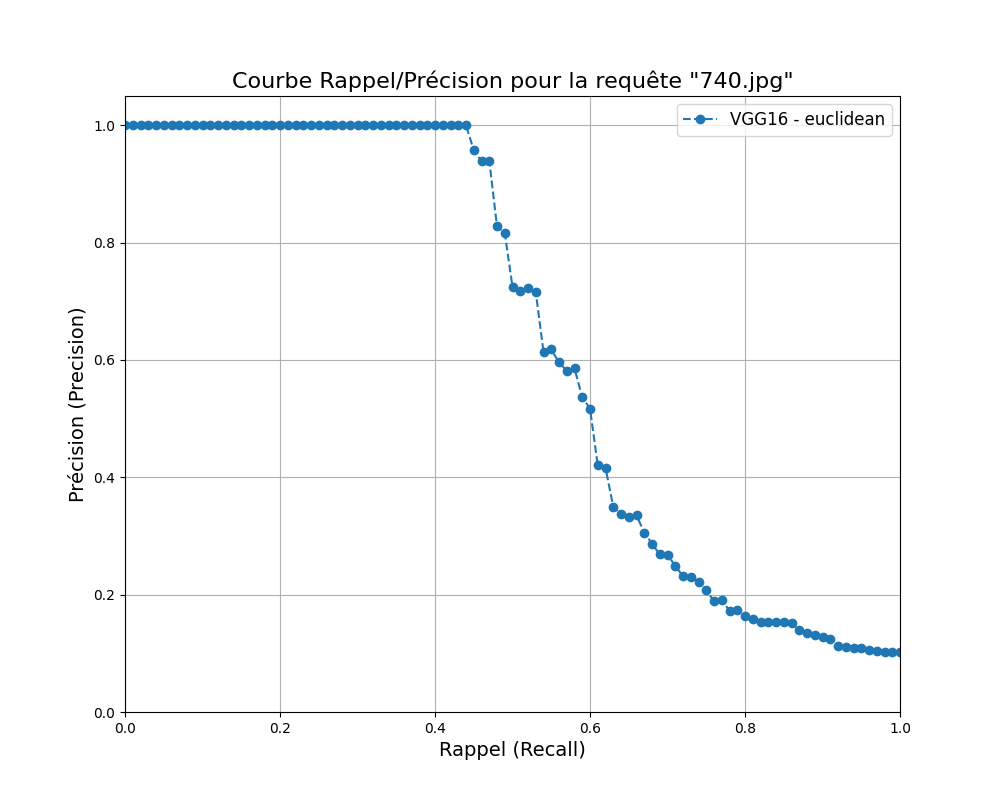 Courbe Rappel/Précision pour la requête "740.jpg"
VGG16 - euclidean
1.0
0.8
0.6
0.4
0.2
0.0
Précision (Precision)
0.0 0.2 0.4 0.6 0.8 1.0
Rappel (Recall)